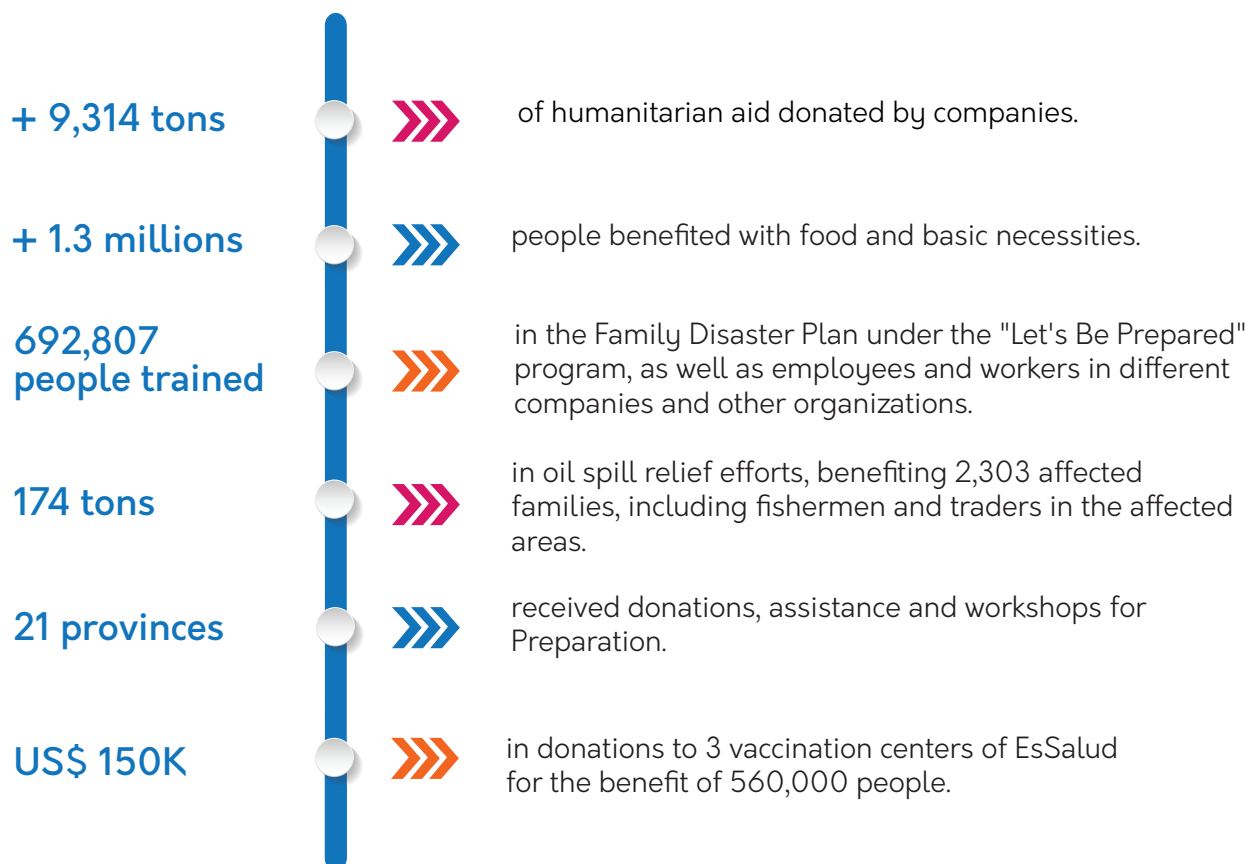 + 9,314 tons
of humanitarian aid donated by companies.
+ 1.3 millions
people benefited with food and basic necessities.
692,807
people trained
in the Family Disaster Plan under the "Let's Be Prepared"
program, as well as employees and workers in different
companies and other organizations.
174 tons
in oil spill relief efforts, benefiting 2,303 affected
families, including fishermen and traders in the affected
areas.
21 provinces
received donations, assistance and workshops for
Preparation.
US$ 150K
in donations to 3 vaccination centers of EsSalud
for the benefit of 560,000 people.